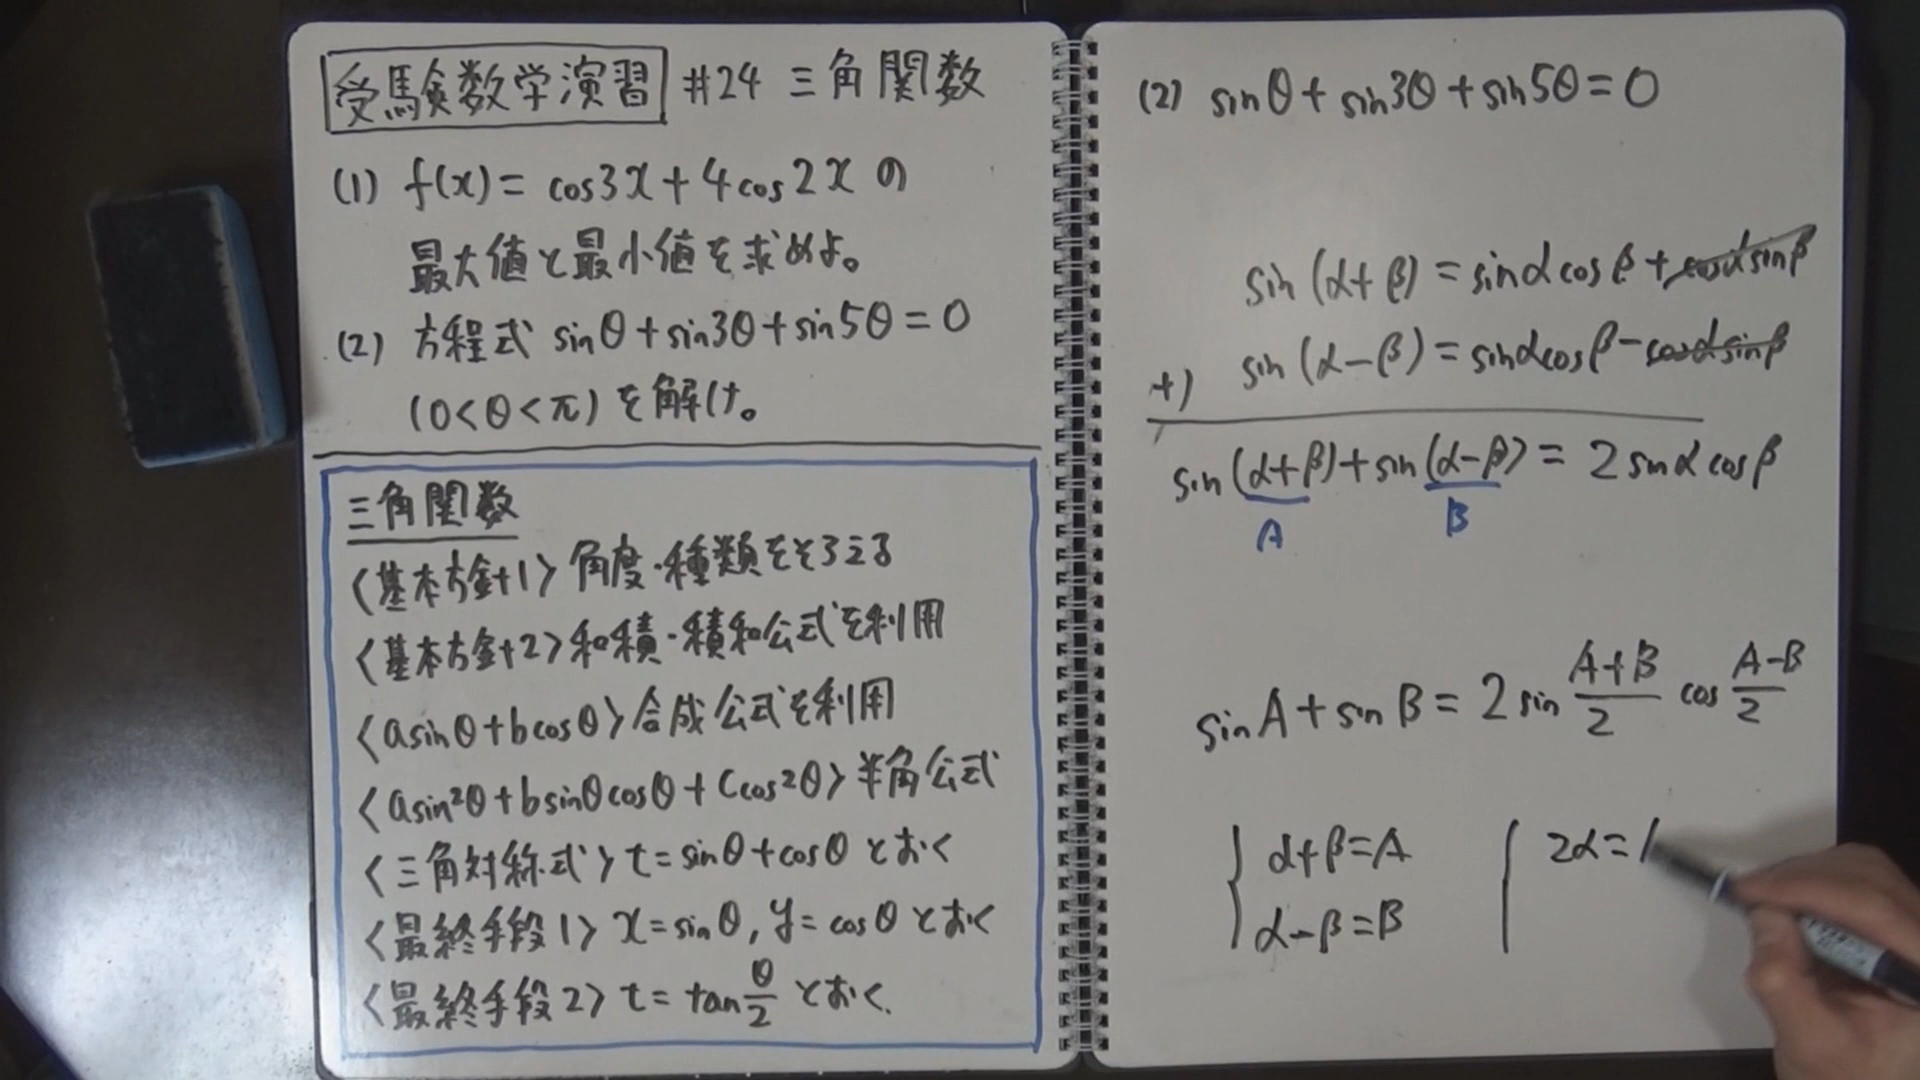 受験数学演習 #24 三角関数
(1) f(x) = cos3x + 4cos2x の
最大値と最小値を求めよ。
(2) 方程式 sinθ + sin3θ + sin5θ = 0
(0 < θ < π) を解け。
三角関数
〈基本方針1〉角度・種類をそろえる
〈基本方針2〉和積・積和公式を利用
〈asinθ + bcosθ〉合成公式を利用
〈asin²θ + bsinθcosθ + Ccos²θ〉半角公式
〈三角対称式〉t = sinθ + cosθ とおく
〈最終手段1〉x = sinθ, y = cosθ とおく
〈最終手段2〉t = tan θ/2 とおく.
(2) sinθ + sin3θ + sin5θ = 0
sin(α+β) = sinαcosβ + cosαsinβ
+) sin(α−β) = sinαcosβ − cosαsinβ
sin(α+β) + sin(α−β) = 2sinαcosβ
A B
sinA + sinB = 2sin (A+B)/2 cos (A−B)/2
α+β = A 2α =
α−β = B